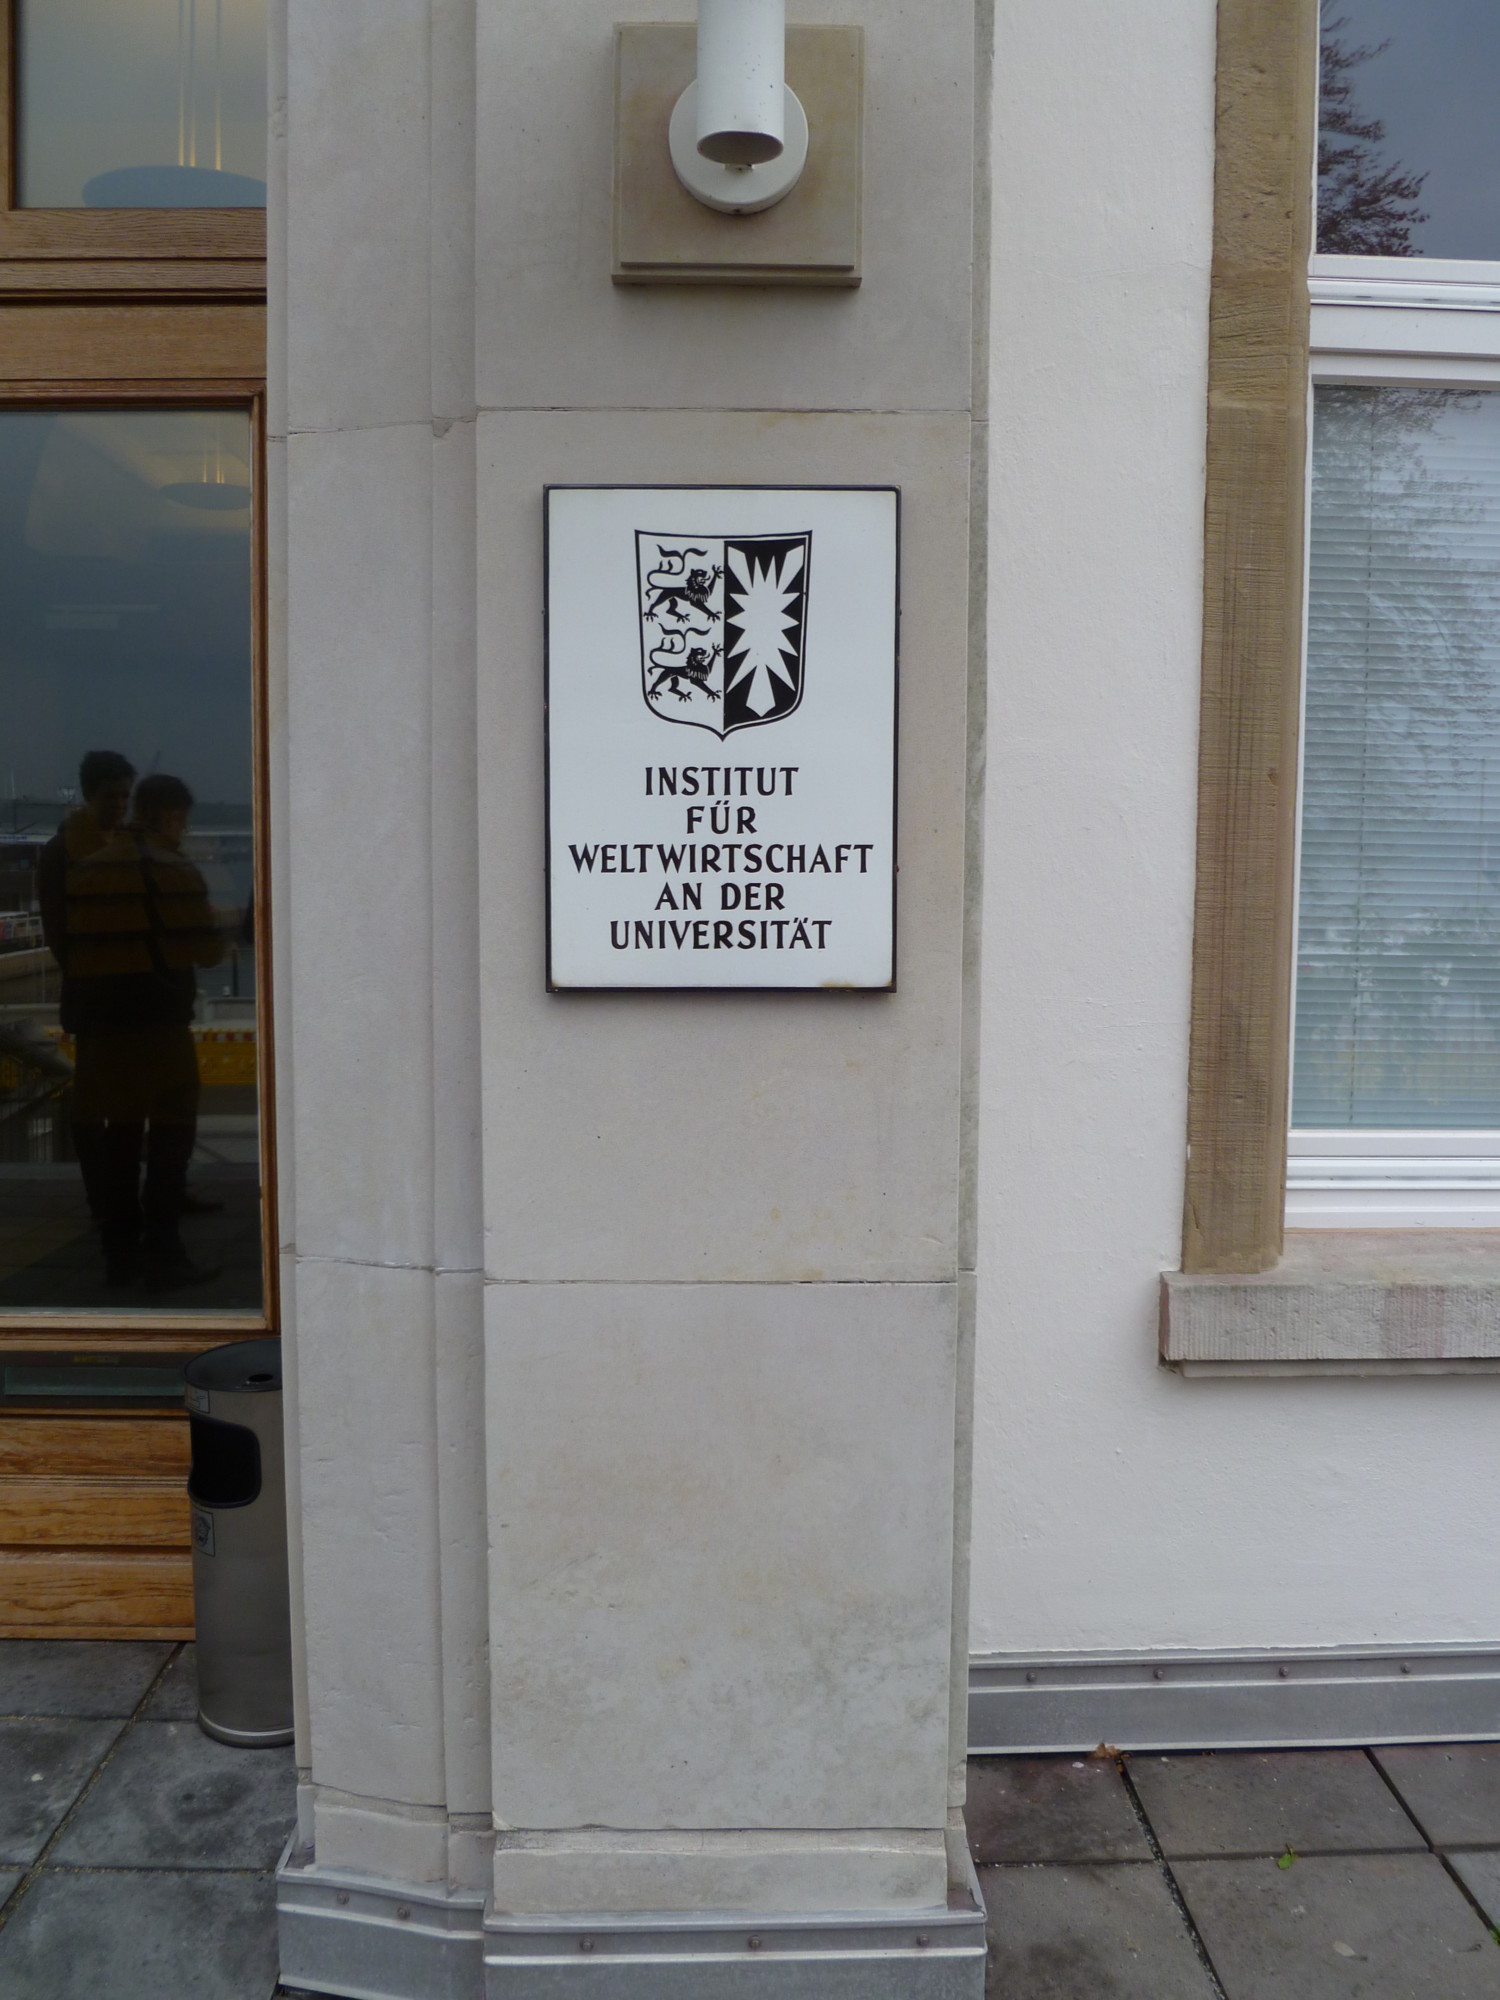 INSTITUT
FÜR
WELTWIRTSCHAFT
AN DER
UNIVERSITÄT